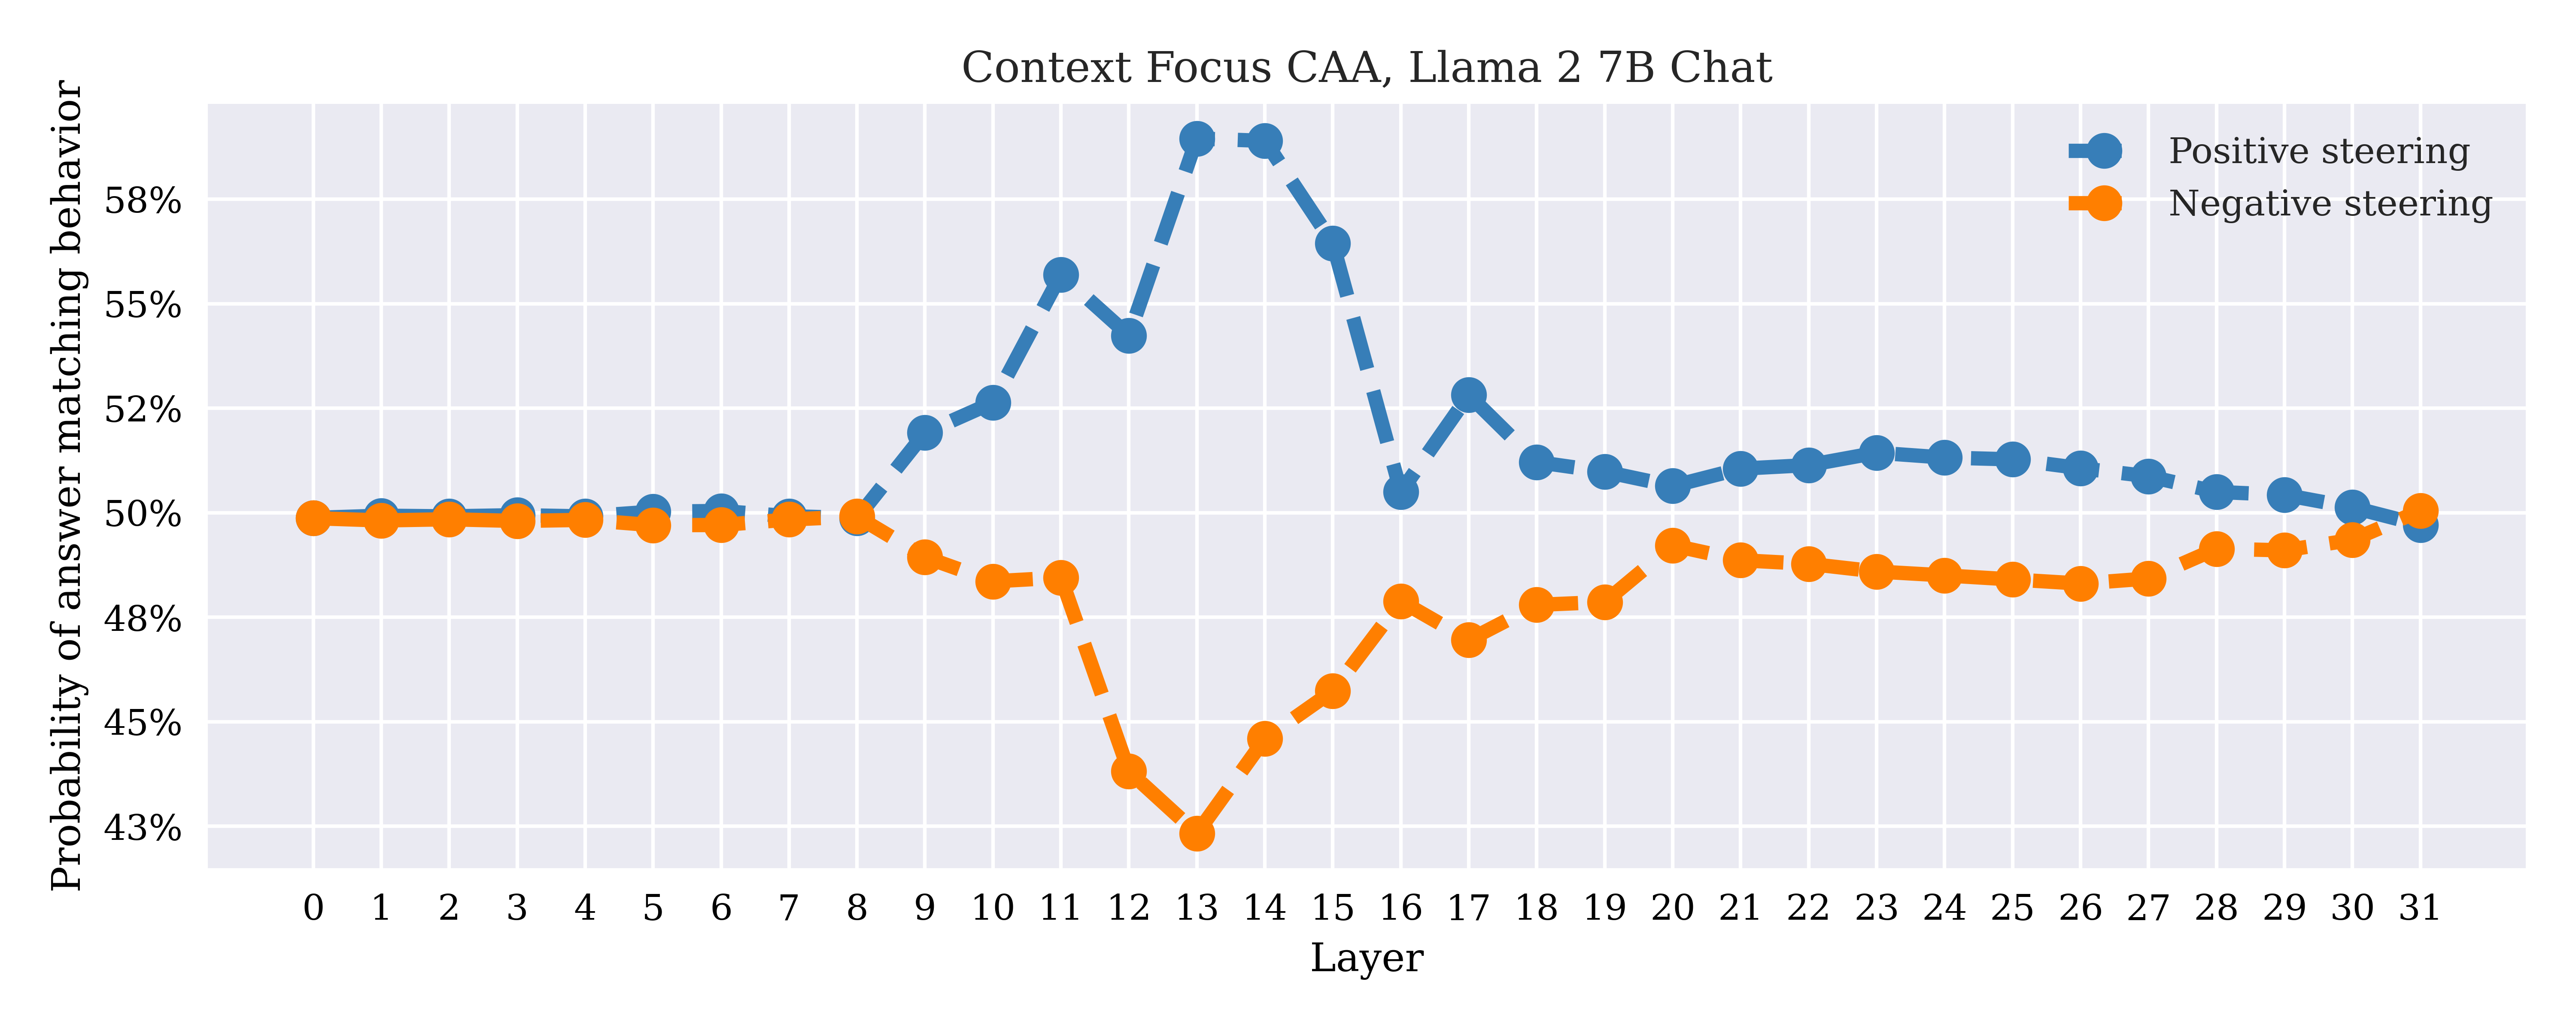 Context Focus CAA, Llama 2 7B Chat
Probability of answer matching behavior
58%
55%
52%
50%
48%
45%
43%
Positive steering
Negative steering
0 1 2 3 4 5 6 7 8 9 10 11 12 13 14 15 16 17 18 19 20 21 22 23 24 25 26 27 28 29 30 31
Layer